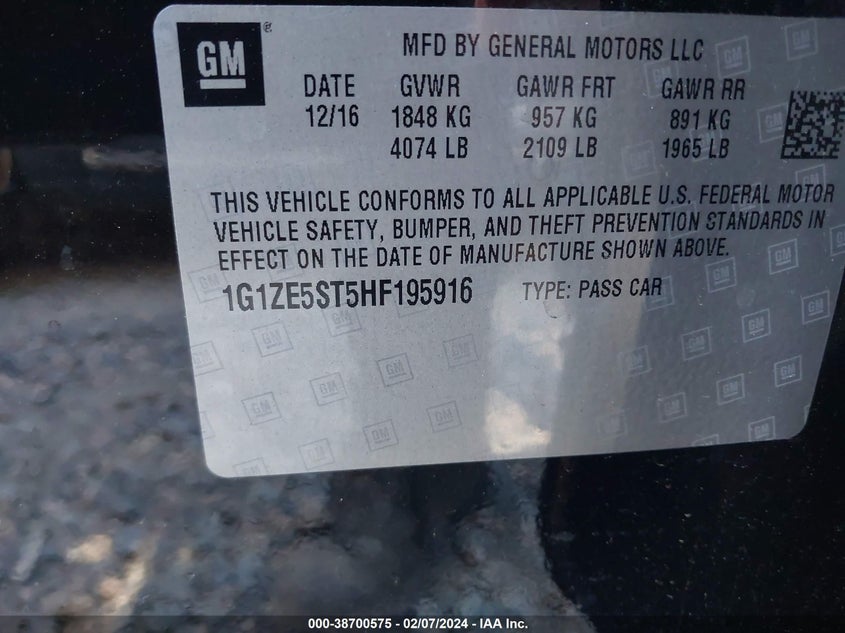 GM®
MFD BY GENERAL MOTORS LLC
DATE GVWR GAWR FRT GAWR RR
12/16 1848 KG 957 KG 891 KG
4074 LB 2109 LB 1965 LB
THIS VEHICLE CONFORMS TO ALL APPLICABLE U.S. FEDERAL MOTOR
VEHICLE SAFETY, BUMPER, AND THEFT PREVENTION STANDARDS IN
EFFECT ON THE DATE OF MANUFACTURE SHOWN ABOVE.
1G1ZE5ST5HF195916 TYPE: PASS CAR
000-38700575 - 02/07/2024 - IAA Inc.